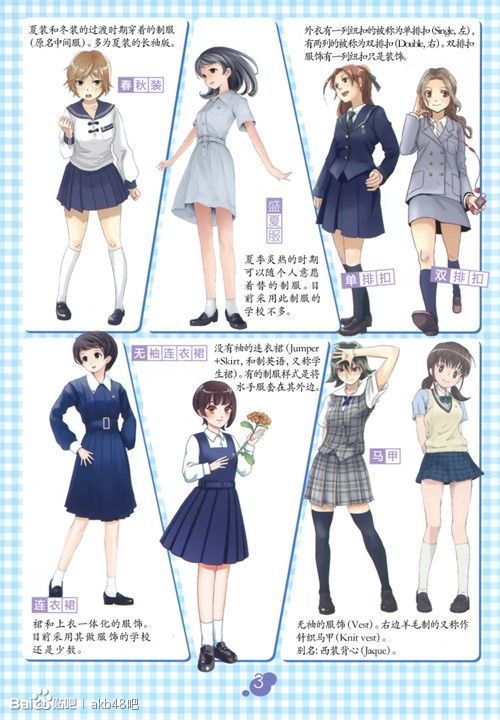 夏装和冬装的过渡时期穿着的制服
(原名中间服)。多为夏装的长袖版。
春秋装
外衣有一列纽扣的被称为单排扣(Single,左),
有两列的被称为双排扣(Double,右)。双排扣
服饰有一列纽扣只是装饰。
盛夏服
夏季炎热的时期
可以随个人意愿
着替的制服。目
前采用此制服的
学校不多。
单排扣
双排扣
无袖连衣裙
没有袖的连衣裙(Jumper
+Skirt,和制英语,又称学
生裙)。有的制服样式是将
水手服套在其外边。
马甲
连衣裙
裙和上衣一体化的服饰。
目前采用其做服饰的学校
还是少数。
无袖的服饰(Vest)。右边羊毛制的又称作
针织马甲(Knit vest)。
别名:西装背心(Jaque)。
3
Bai贴吧 | akb48吧